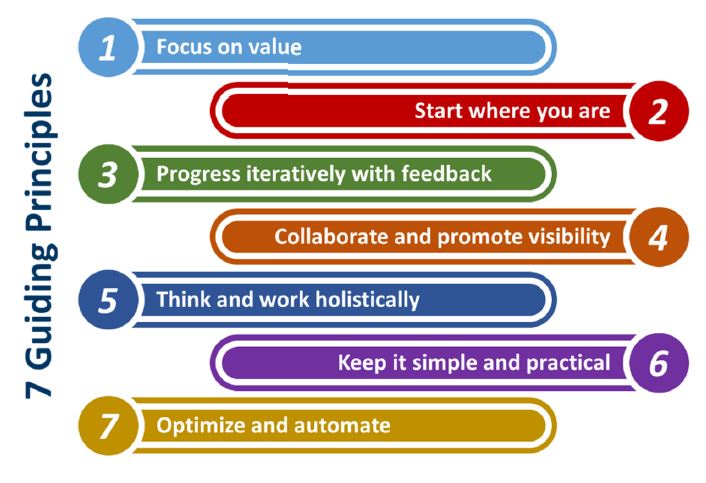 7 Guiding Principles
1 Focus on value
Start where you are 2
3 Progress iteratively with feedback
Collaborate and promote visibility 4
5 Think and work holistically
Keep it simple and practical 6
7 Optimize and automate